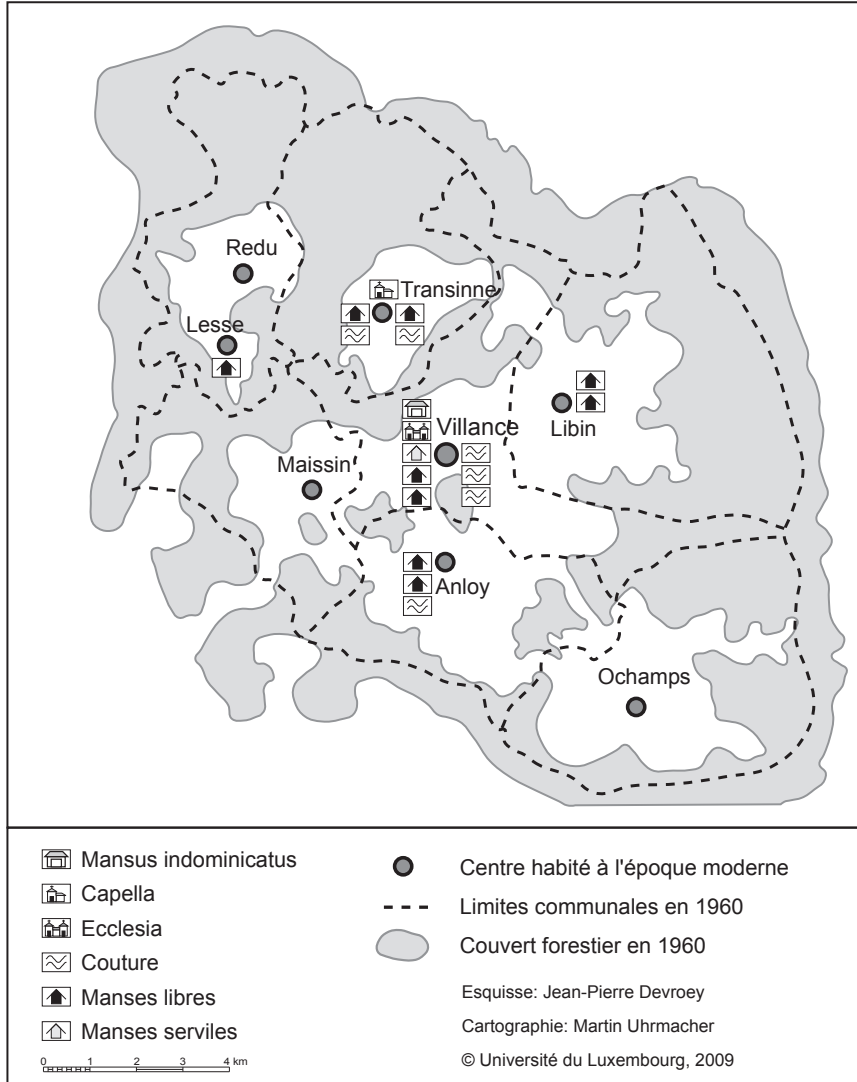 Redu
Transinne
Lesse
Villance
Libin
Maissin
Anloy
Ochamps
Mansus indominicatus
Capella
Ecclesia
Couture
Manses libres
Manses serviles
0 1 2 3 4 km
Centre habité à l'époque moderne
Limites communales en 1960
Couvert forestier en 1960
Esquisse: Jean-Pierre Devroey
Cartographie: Martin Uhrmacher
© Université du Luxembourg, 2009